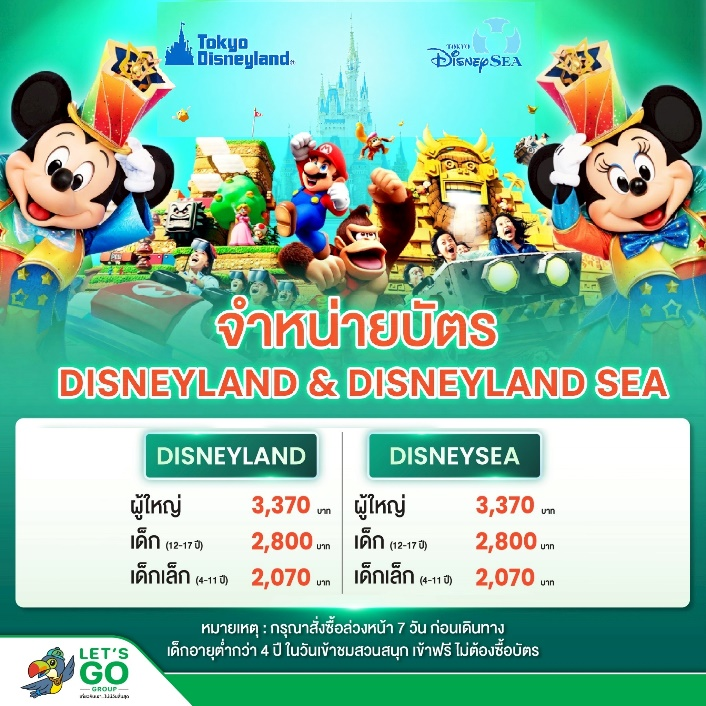 Tokyo
Disneyland
TOKYO
DISNEYSEA
จำหน่ายบัตร
DISNEYLAND & DISNEYLAND SEA
DISNEYLAND
ผู้ใหญ่ 3,370 บาท
เด็ก (12-17 ปี) 2,800 บาท
เด็กเล็ก (4-11 ปี) 2,070 บาท
DISNEYSEA
ผู้ใหญ่ 3,370 บาท
เด็ก (12-17 ปี) 2,800 บาท
เด็กเล็ก (4-11 ปี) 2,070 บาท
หมายเหตุ : กรุณาสั่งซื้อล่วงหน้า 7 วัน ก่อนเดินทาง
เด็กอายุต่ำกว่า 4 ปี ในวันเข้าชมสวนสนุก เข้าฟรี ไม่ต้องซื้อบัตร
LET'S
GO
GROUP